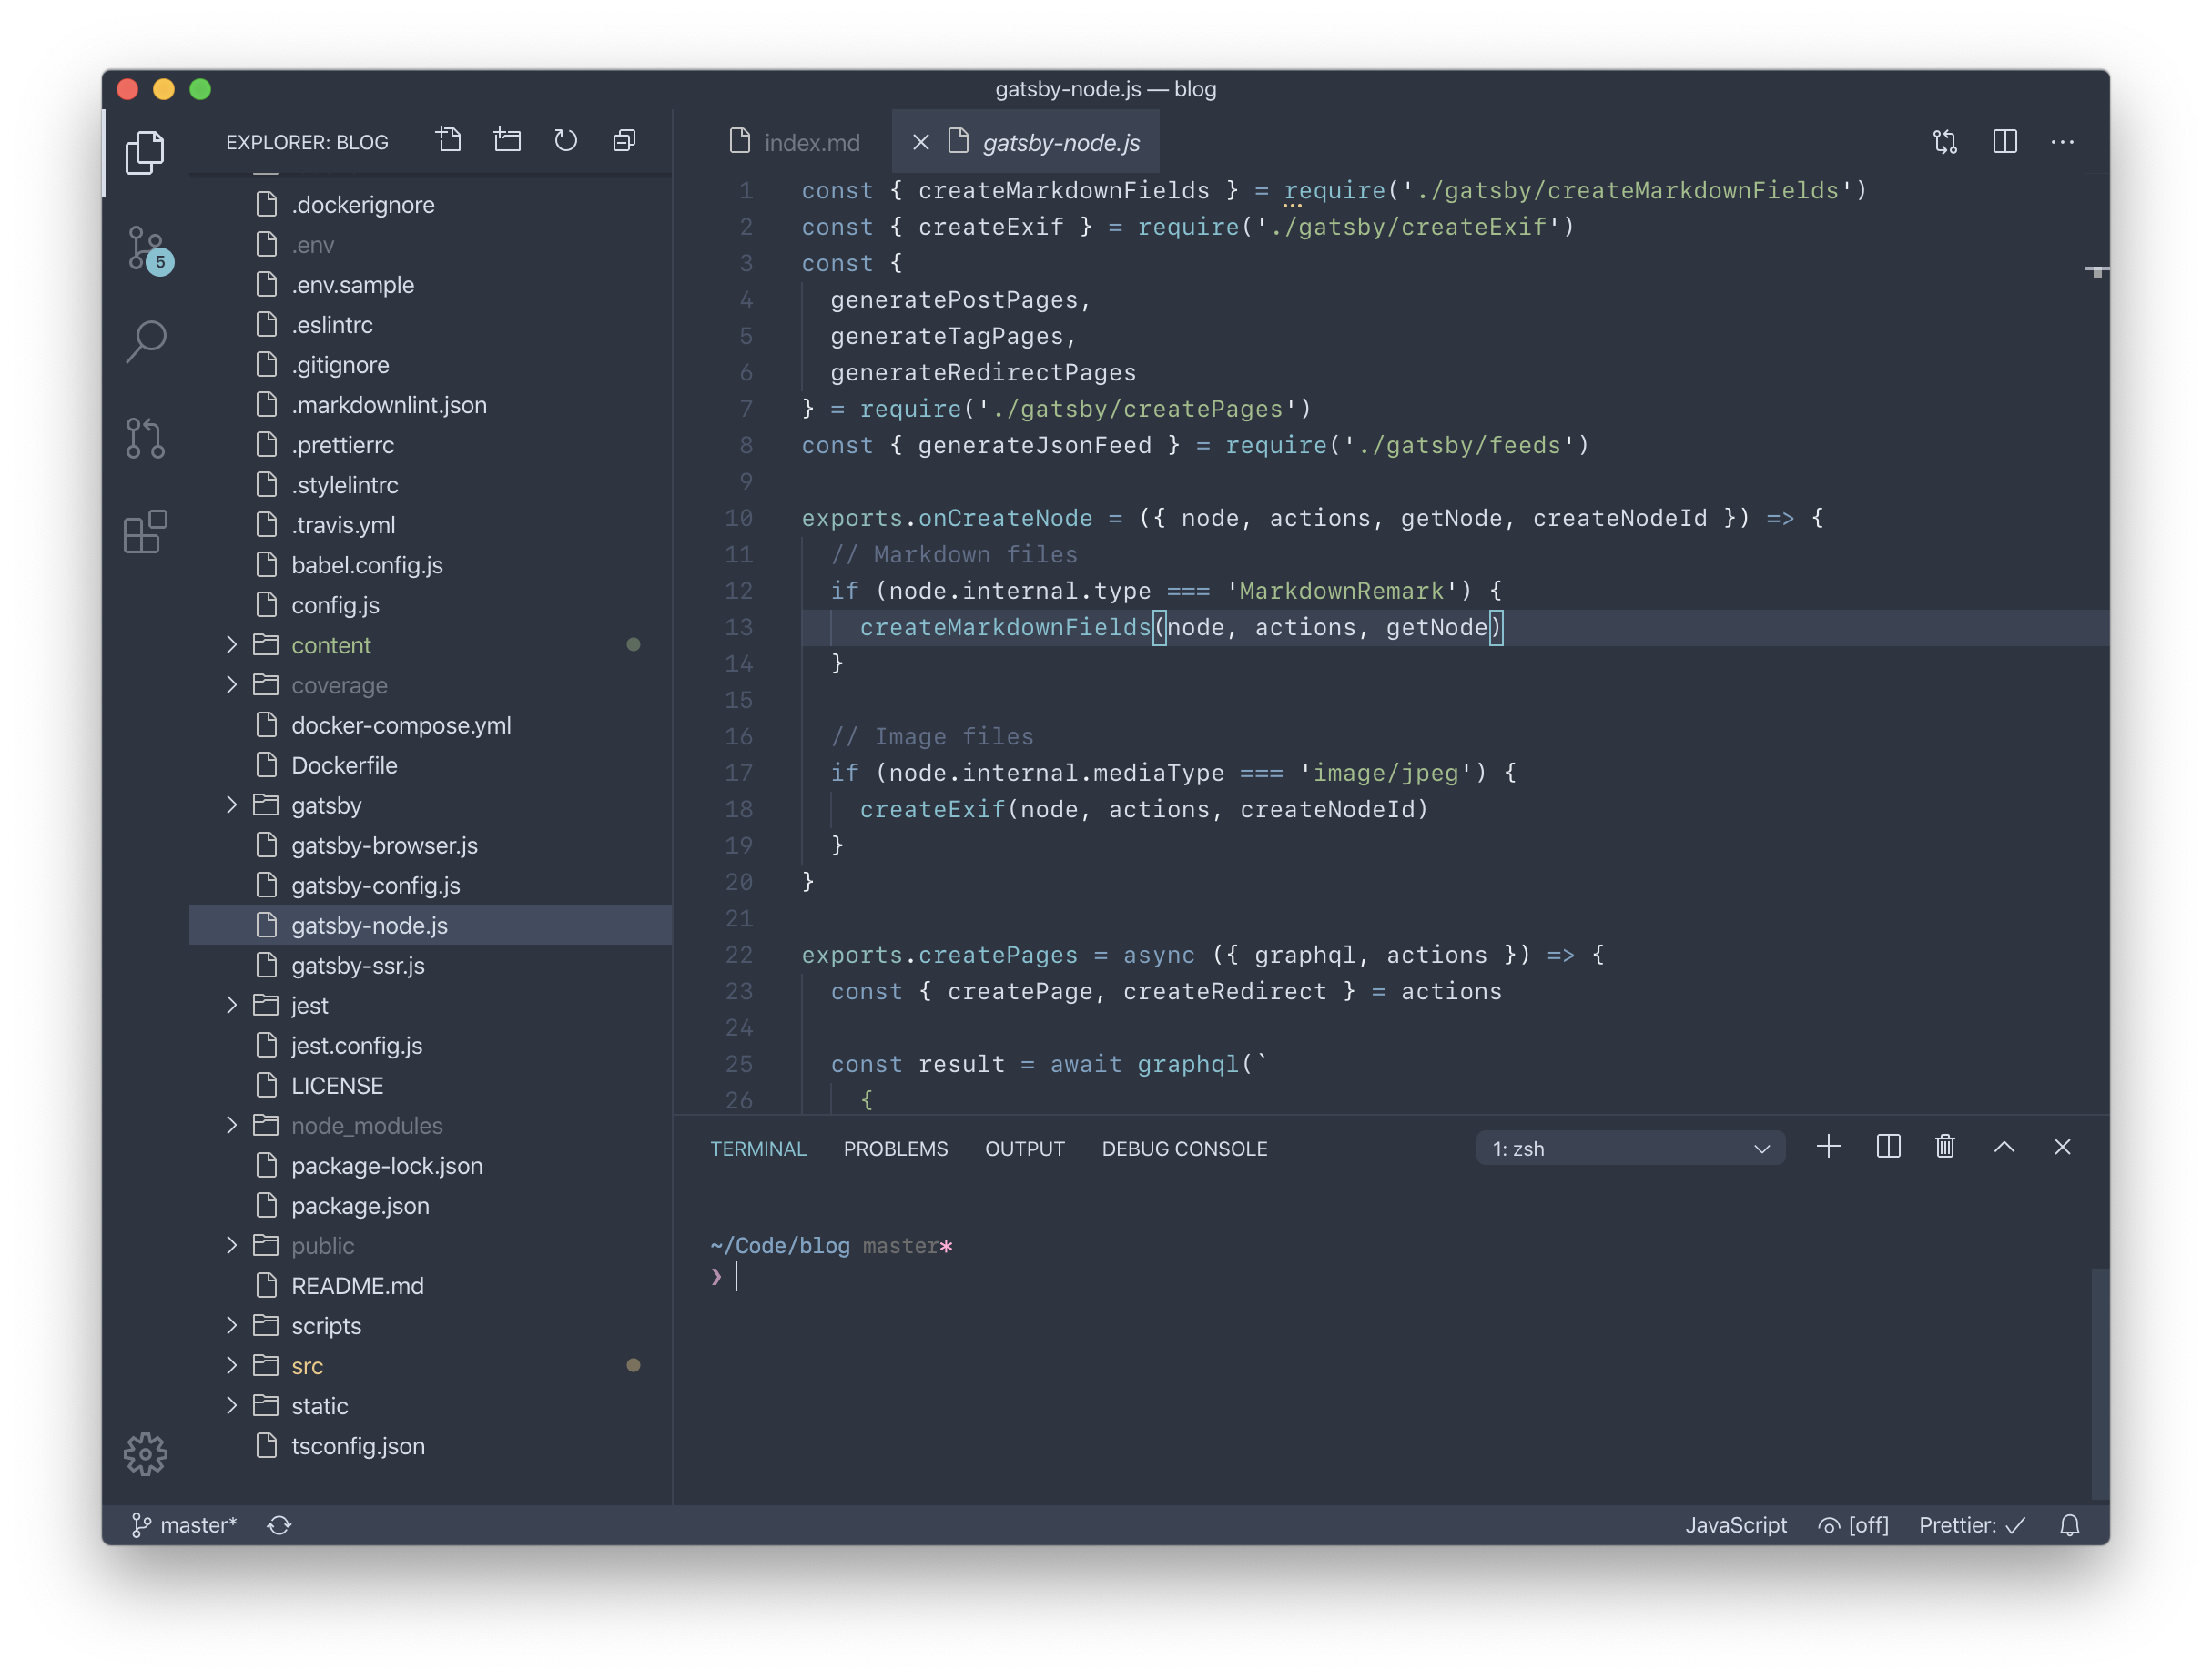 gatsby-node.js — blog
EXPLORER: BLOG
5
.dockerignore
.env
.env.sample
.eslintrc
.gitignore
.markdownlint.json
.prettierrc
.stylelintrc
.travis.yml
babel.config.js
config.js
content
coverage
docker-compose.yml
Dockerfile
gatsby
gatsby-browser.js
gatsby-config.js
gatsby-node.js
gatsby-ssr.js
jest
jest.config.js
LICENSE
node_modules
package-lock.json
package.json
public
README.md
scripts
src
static
tsconfig.json
index.md
gatsby-node.js
1 const { createMarkdownFields } = require('./gatsby/createMarkdownFields')
2 const { createExif } = require('./gatsby/createExif')
3 const {
4 generatePostPages,
5 generateTagPages,
6 generateRedirectPages
7 } = require('./gatsby/createPages')
8 const { generateJsonFeed } = require('./gatsby/feeds')
9
10 exports.onCreateNode = ({ node, actions, getNode, createNodeId }) => {
11 // Markdown files
12 if (node.internal.type === 'MarkdownRemark') {
13 createMarkdownFields(node, actions, getNode)
14 }
15
16 // Image files
17 if (node.internal.mediaType === 'image/jpeg') {
18 createExif(node, actions, createNodeId)
19 }
20 }
21
22 exports.createPages = async ({ graphql, actions }) => {
23 const { createPage, createRedirect } = actions
24
25 const result = await graphql(`
26 {
TERMINAL PROBLEMS OUTPUT DEBUG CONSOLE 1: zsh
~/Code/blog master*
❯
master*
JavaScript [off] Prettier: ✓